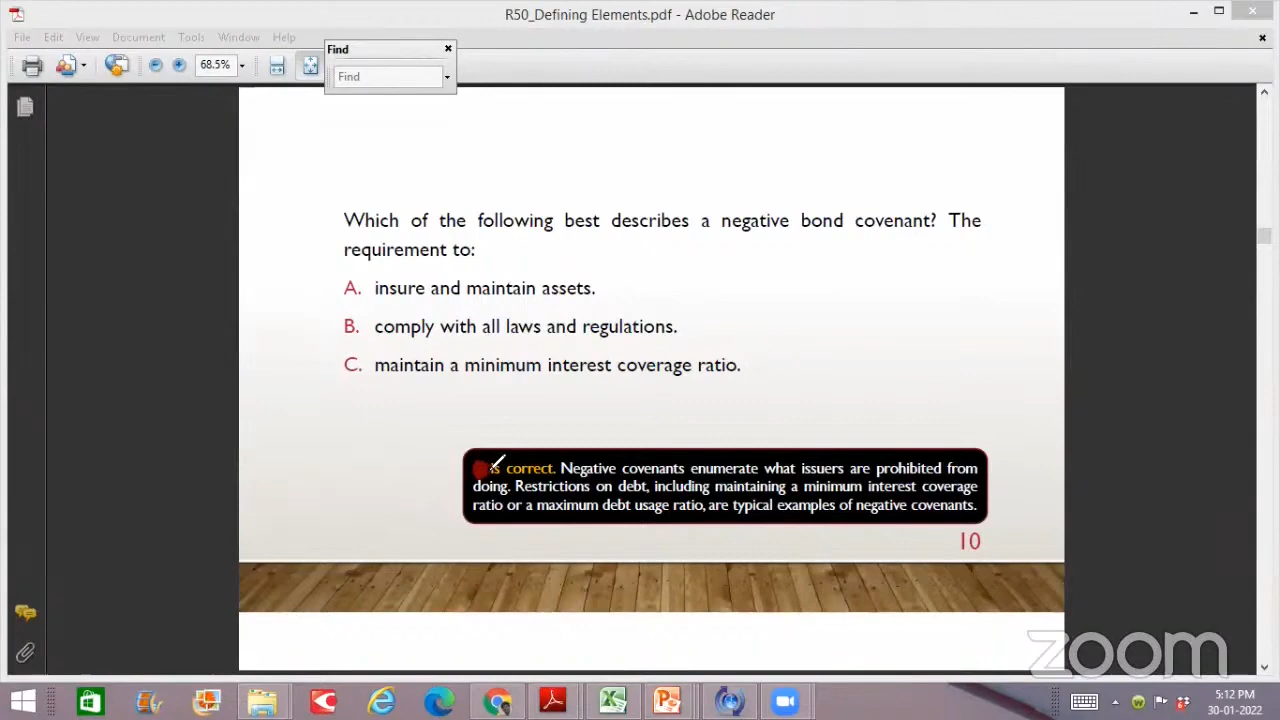 R50_Defining Elements.pdf - Adobe Reader
File Edit View Document Tools Window Help
Find
68.5%
Find
Which of the following best describes a negative bond covenant? The
requirement to:
A. insure and maintain assets.
B. comply with all laws and regulations.
C. maintain a minimum interest coverage ratio.
is correct. Negative covenants enumerate what issuers are prohibited from
doing. Restrictions on debt, including maintaining a minimum interest coverage
ratio or a maximum debt usage ratio, are typical examples of negative covenants.
10
zoom
5:12 PM
30-01-2022